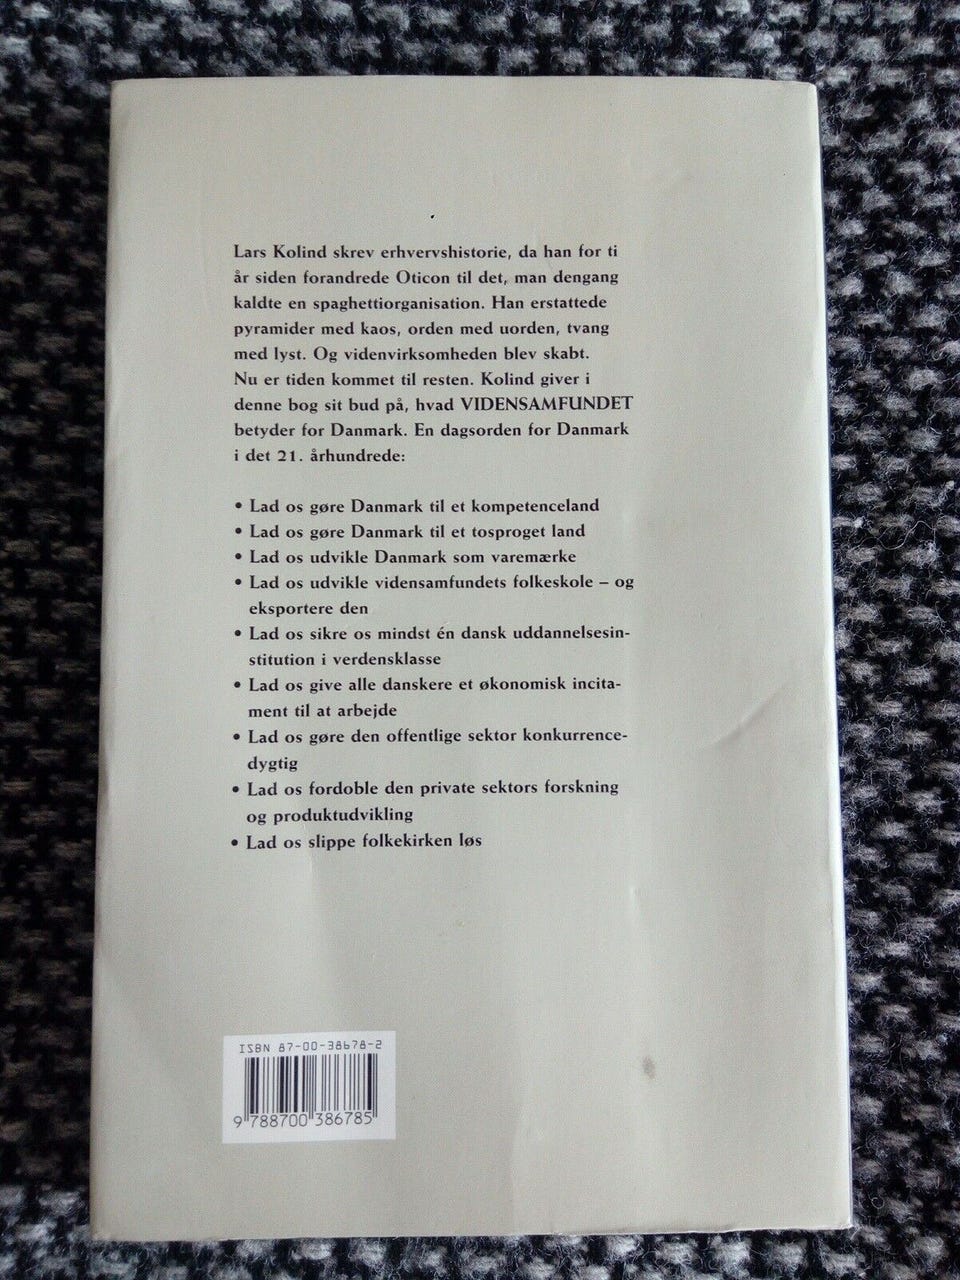 Lars Kolind skrev erhvervshistorie, da han for ti
år siden forandrede Oticon til det, man dengang
kaldte en spaghettiorganisation. Han erstattede
pyramider med kaos, orden med uorden, tvang
med lyst. Og videnvirksomheden blev skabt.
Nu er tiden kommet til resten. Kolind giver i
denne bog sit bud på, hvad VIDENSAMFUNDET
betyder for Danmark. En dagsorden for Danmark
i det 21. århundrede:
• Lad os gøre Danmark til et kompetenceland
• Lad os gøre Danmark til et tosproget land
• Lad os udvikle Danmark som varemærke
• Lad os udvikle vidensamfundets folkeskole – og
eksportere den
• Lad os sikre os mindst én dansk uddannelsesin-
stitution i verdensklasse
• Lad os give alle danskere et økonomisk incita-
ment til at arbejde
• Lad os gøre den offentlige sektor konkurrence-
dygtig
• Lad os fordoble den private sektors forskning
og produktudvikling
• Lad os slippe folkekirken løs
ISBN 87-00-38678-2
9 788700 386785